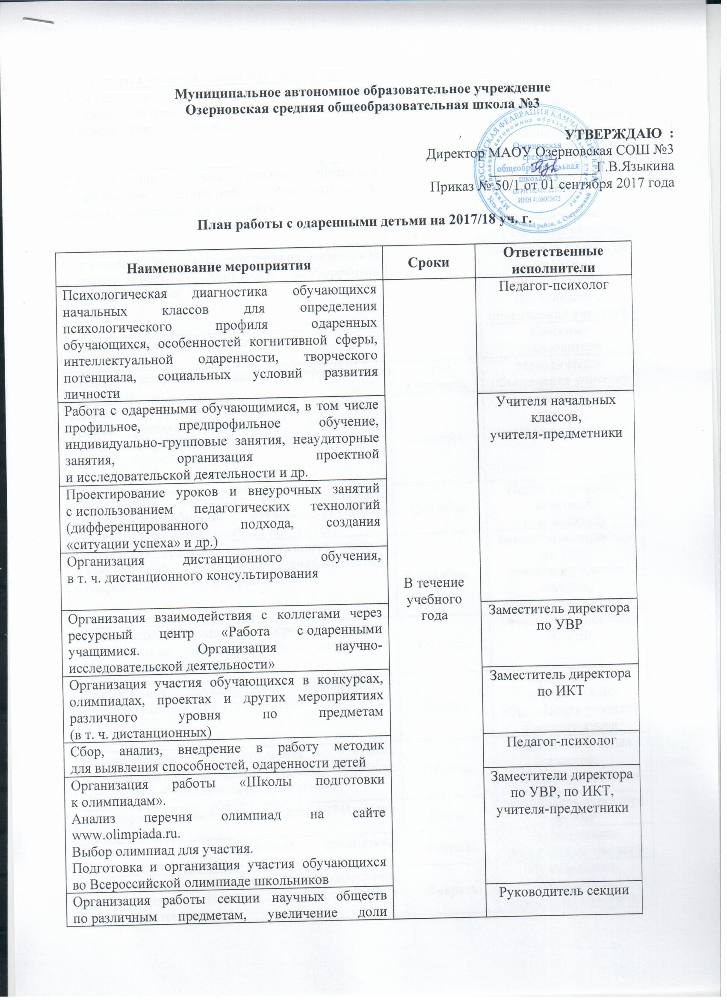 Муниципальное автономное образовательное учреждение
Озерновская средняя общеобразовательная школа №3
УТВЕРЖДАЮ :
Директор МАОУ Озерновская СОШ №3
Г.В.Языкина
Приказ № 50/1 от 01 сентября 2017 года
РОССИЙСКАЯ ФЕДЕРАЦИЯ КАМЧАТСКИЙ КРАЙ
Муниципальное автономное образовательное учреждение
Озерновская
средняя
общеобразовательная
школа № 3
ОГРН
ИНН 4108005675
Усть-Большерецкий район, п. Озерновский
План работы с одаренными детьми на 2017/18 уч. г.
Наименование мероприятия
Сроки
Ответственные
исполнители
Психологическая диагностика обучающихся
начальных классов для определения
психологического профиля одаренных
обучающихся, особенностей когнитивной сферы,
интеллектуальной одаренности, творческого
потенциала, социальных условий развития
личности
Педагог-психолог
Работа с одаренными обучающимися, в том числе
профильное, предпрофильное обучение,
индивидуально-групповые занятия, неаудиторные
занятия, организация проектной
и исследовательской деятельности и др.
Учителя начальных
классов,
учителя-предметники
Проектирование уроков и внеурочных занятий
с использованием педагогических технологий
(дифференцированного подхода, создания
«ситуации успеха» и др.)
Организация дистанционного обучения,
в т. ч. дистанционного консультирования
В течение
учебного
года
Организация взаимодействия с коллегами через
ресурсный центр «Работа с одаренными
учащимися. Организация научно-
исследовательской деятельности»
Заместитель директора
по УВР
Организация участия обучающихся в конкурсах,
олимпиадах, проектах и других мероприятиях
различного уровня по предметам
(в т. ч. дистанционных)
Заместитель директора
по ИКТ
Сбор, анализ, внедрение в работу методик
для выявления способностей, одаренности детей
Педагог-психолог
Организация работы «Школы подготовки
к олимпиадам».
Анализ перечня олимпиад на сайте
www.olimpiada.ru.
Выбор олимпиад для участия.
Подготовка и организация участия обучающихся
во Всероссийской олимпиаде школьников
Заместители директора
по УВР, по ИКТ,
учителя-предметники
Организация работы секции научных обществ
по различным предметам, увеличение доли
Руководитель секции